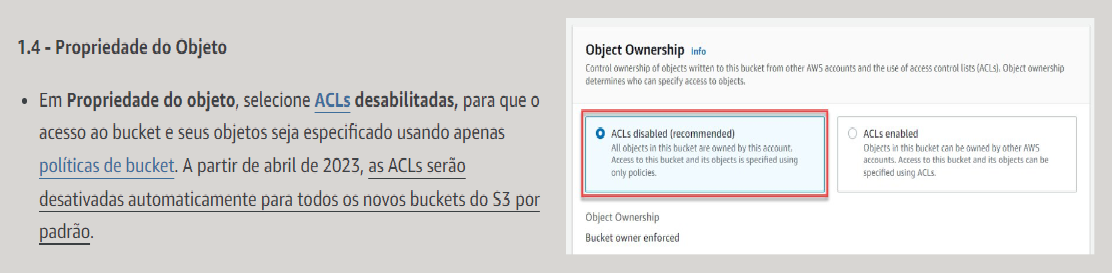 1.4 - Propriedade do Objeto
• Em Propriedade do objeto, selecione ACLs desabilitadas, para que o
acesso ao bucket e seus objetos seja especificado usando apenas
políticas de bucket. A partir de abril de 2023, as ACLs serão
desativadas automaticamente para todos os novos buckets do S3 por
padrão.
Object Ownership Info
Control ownership of objects written to this bucket from other AWS accounts and the use of access control lists (ACLs). Object ownership
determines who can specify access to objects.
ACLs disabled (recommended)
All objects in this bucket are owned by this account.
Access to this bucket and its objects is specified using
only policies.
ACLs enabled
Objects in this bucket can be owned by other AWS
accounts. Access to this bucket and its objects can be
specified using ACLs.
Object Ownership
Bucket owner enforced